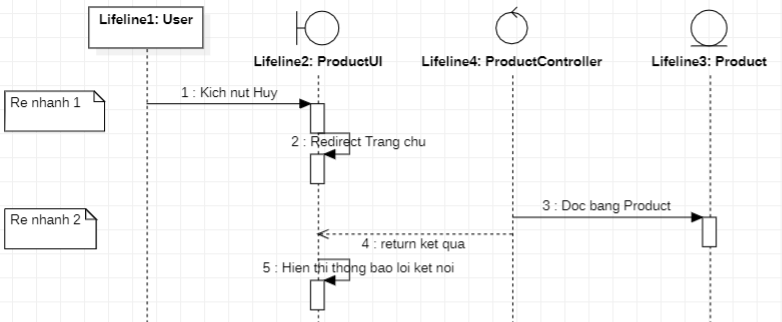 Lifeline1: User
Lifeline2: ProductUI
Lifeline4: ProductController
Lifeline3: Product
Re nhanh 1
1 : Kich nut Huy
2 : Redirect Trang chu
Re nhanh 2
3 : Doc bang Product
4 : return ket qua
5 : Hien thi thong bao loi ket noi